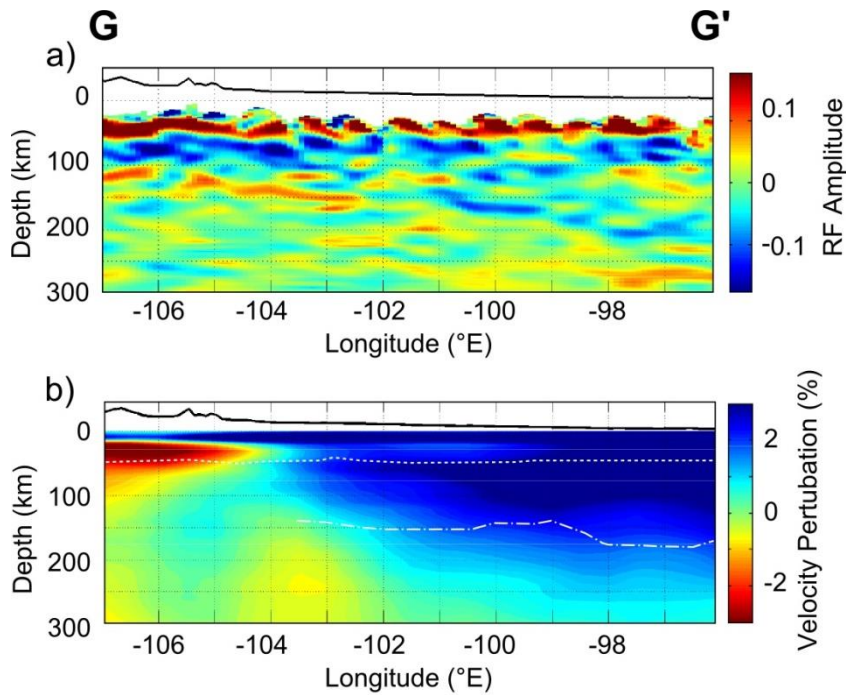 G G'
a)
0
100
200
300
Depth (km)
-106 -104 -102 -100 -98
Longitude (°E)
0.1
0
-0.1
RF Amplitude
b)
0
100
200
300
Depth (km)
-106 -104 -102 -100 -98
Longitude (°E)
2
0
-2
Velocity Pertubation (%)